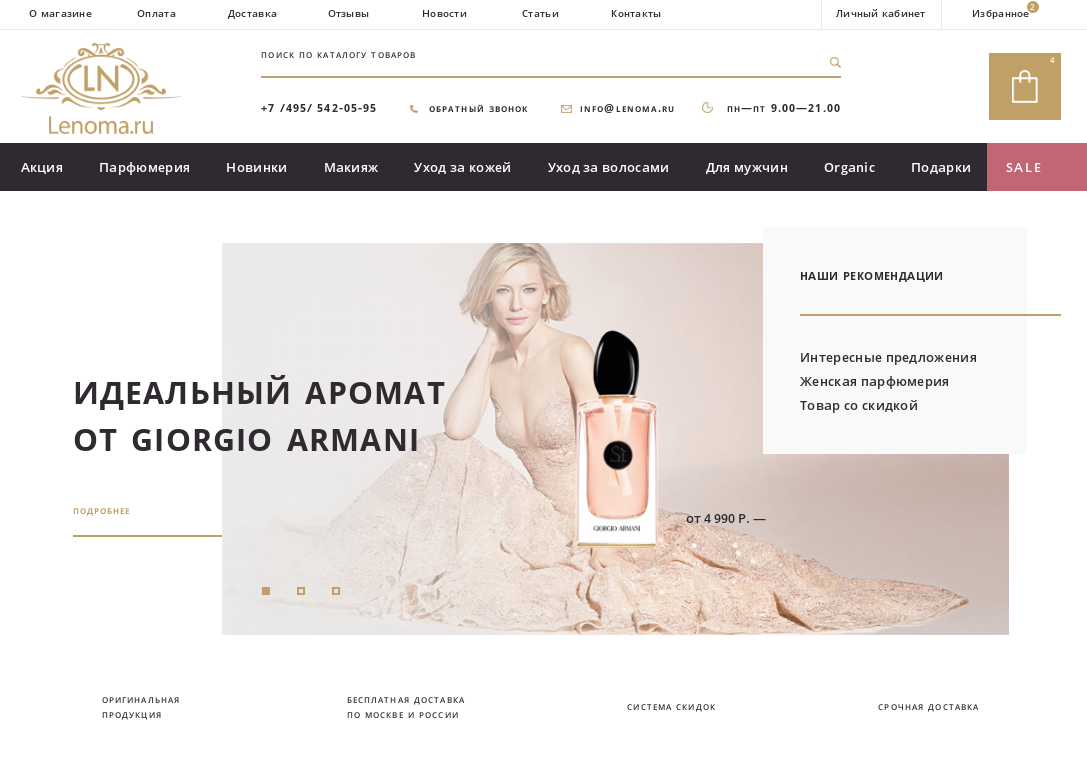 О магазине
Оплата
Доставка
Отзывы
Новости
Статьи
Контакты
Личный кабинет
Избранное
2
LN
Lenoma.ru
ПОИСК ПО КАТАЛОГУ ТОВАРОВ
+7 /495/ 542-05-95
ОБРАТНЫЙ ЗВОНОК
INFO@LENOMA.RU
ПН—ПТ 9.00—21.00
4
Акция
Парфюмерия
Новинки
Макияж
Уход за кожей
Уход за волосами
Для мужчин
Organic
Подарки
SALE
НАШИ РЕКОМЕНДАЦИИ
Интересные предложения
Женская парфюмерия
Товар со скидкой
ИДЕАЛЬНЫЙ АРОМАТ
ОТ GIORGIO ARMANI
Sì
GIORGIO ARMANI
от 4 990 Р. —
ПОДРОБНЕЕ
ОРИГИНАЛЬНАЯ
ПРОДУКЦИЯ
БЕСПЛАТНАЯ ДОСТАВКА
ПО МОСКВЕ И РОССИИ
СИСТЕМА СКИДОК
СРОЧНАЯ ДОСТАВКА